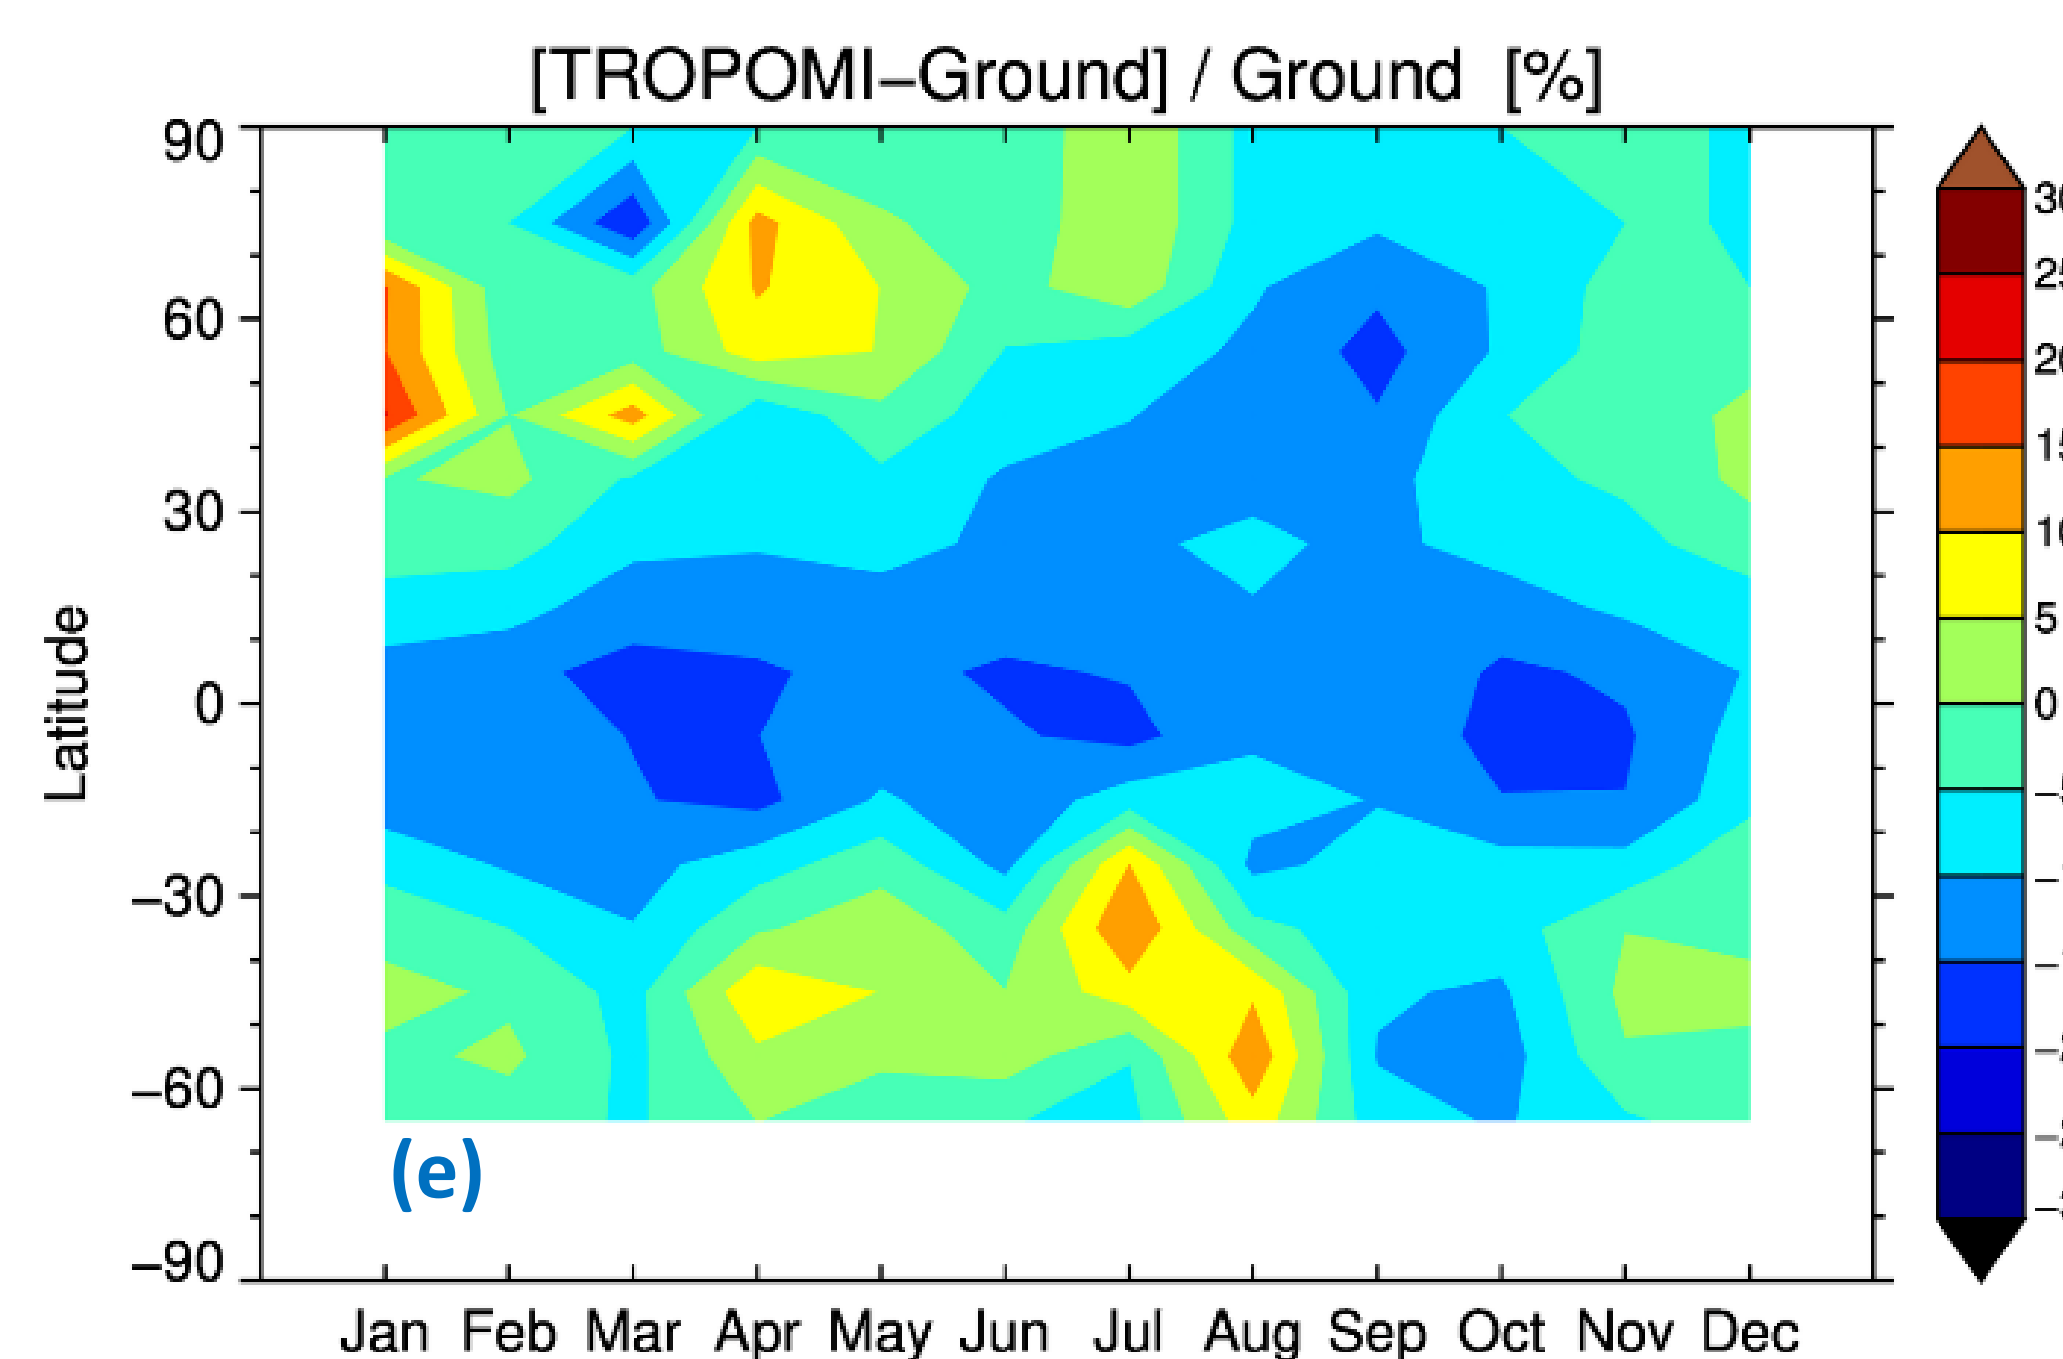 [TROPOMI−Ground] / Ground [%]
90
60
30
0
−30
−60
−90
Latitude
(e)
Jan Feb Mar Apr May Jun Jul Aug Sep Oct Nov Dec
5
0